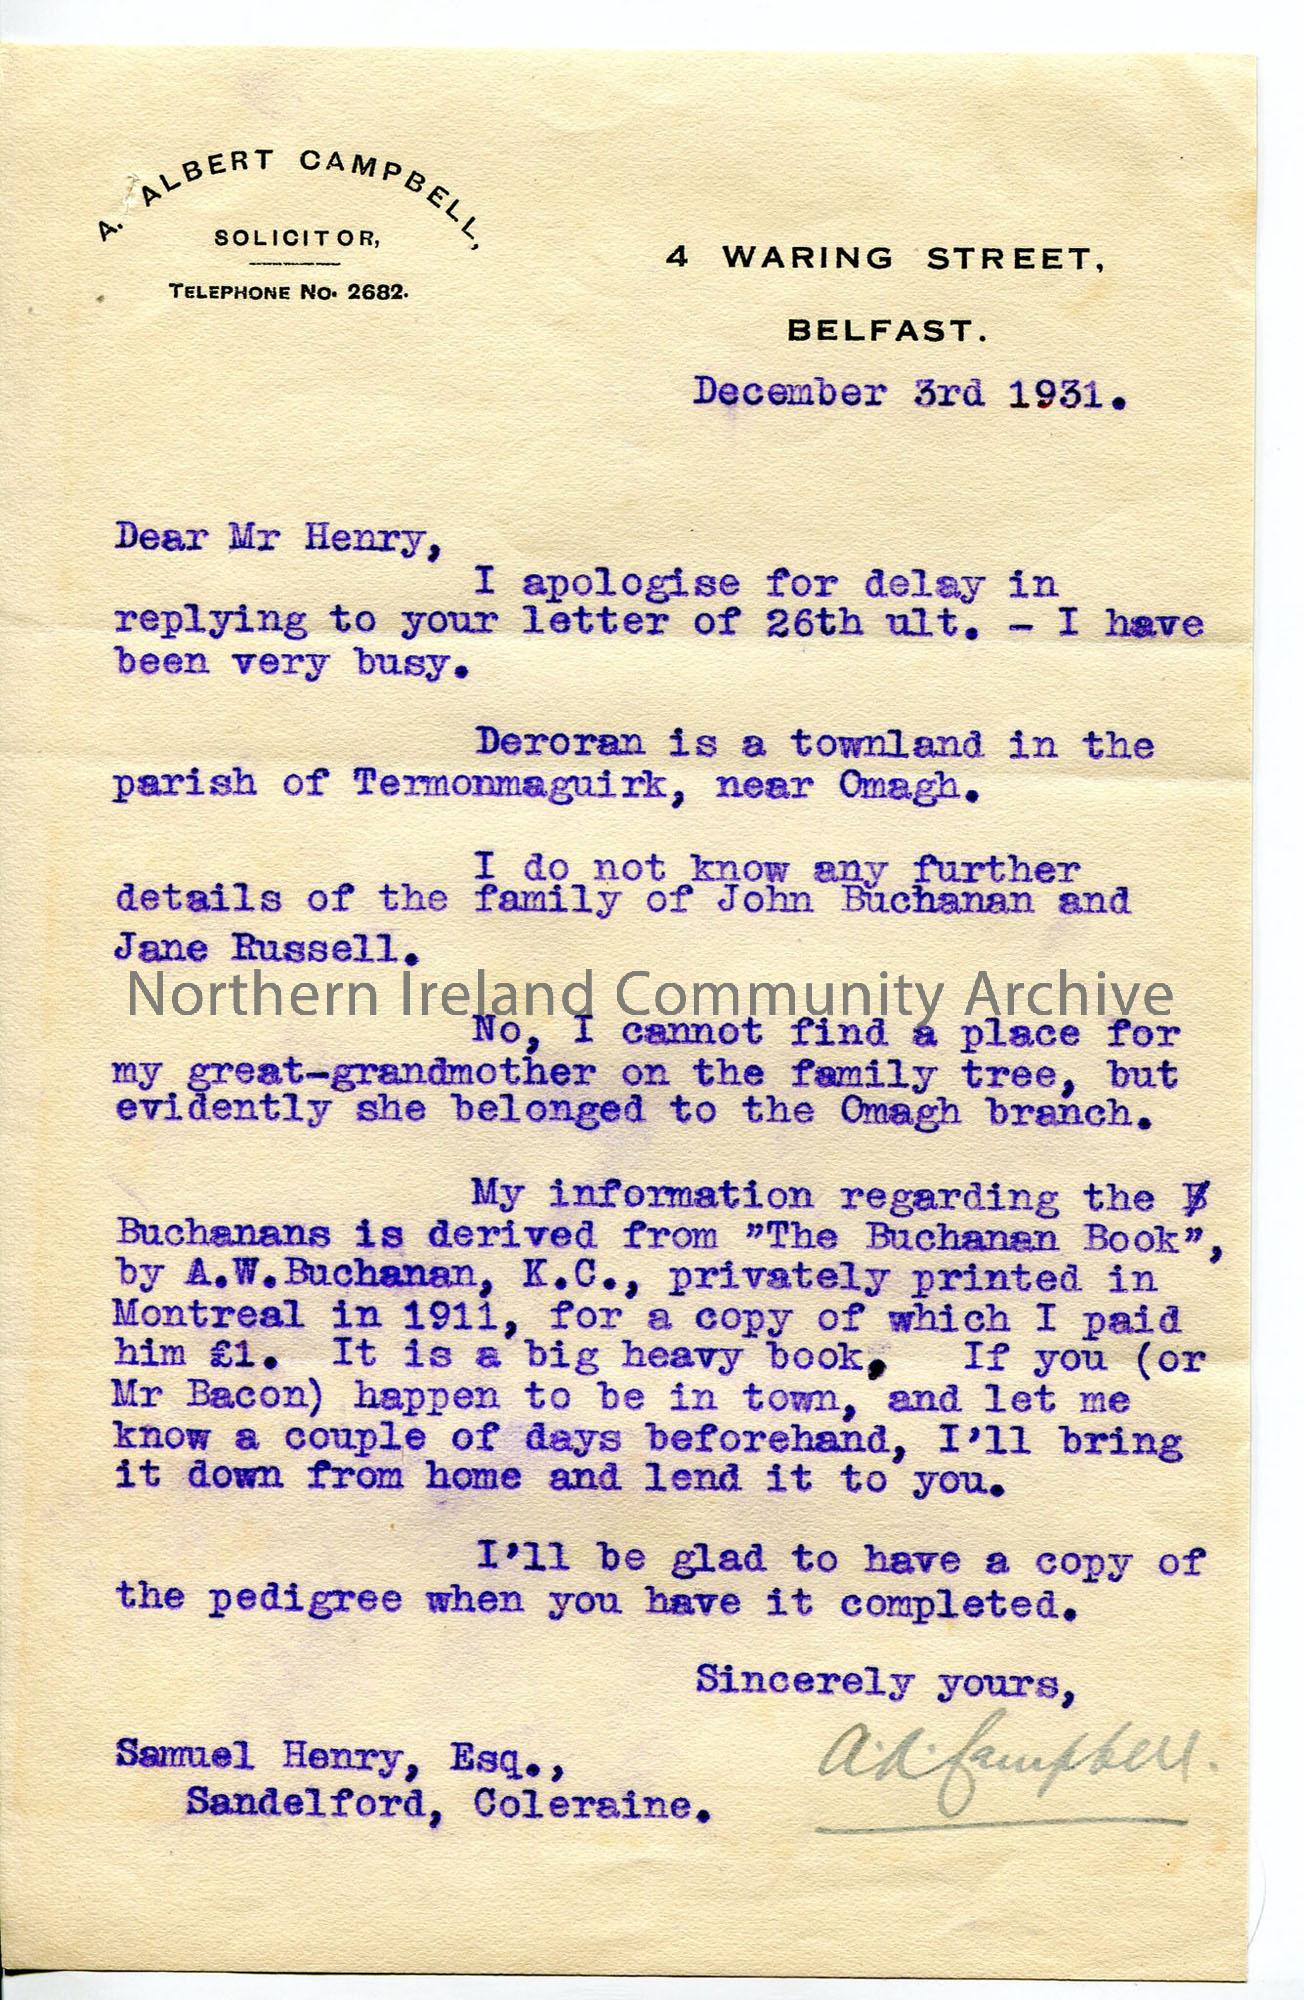 A. ALBERT CAMPBELL,
SOLICITOR,
TELEPHONE NO. 2682.
4 WARING STREET,
BELFAST.
December 3rd 1931.
Dear Mr Henry,
I apologise for delay in
replying to your letter of 26th ult. - I have
been very busy.
Deroran is a townland in the
parish of Termonmaguirk, near Omagh.
I do not know any further
details of the family of John Buchanan and
Jane Russell.
Northern Ireland Community Archive
No, I cannot find a place for
my great-grandmother on the family tree, but
evidently she belonged to the Omagh branch.
My information regarding the
Buchanans is derived from "The Buchanan Book",
by A.W.Buchanan, K.C., privately printed in
Montreal in 1911, for a copy of which I paid
him £1. It is a big heavy book. If you (or
Mr Bacon) happen to be in town, and let me
know a couple of days beforehand, I'll bring
it down from home and lend it to you.
I'll be glad to have a copy of
the pedigree when you have it completed.
Sincerely yours,
A.A. Campbell.
Samuel Henry, Esq.,
Sandelford, Coleraine.